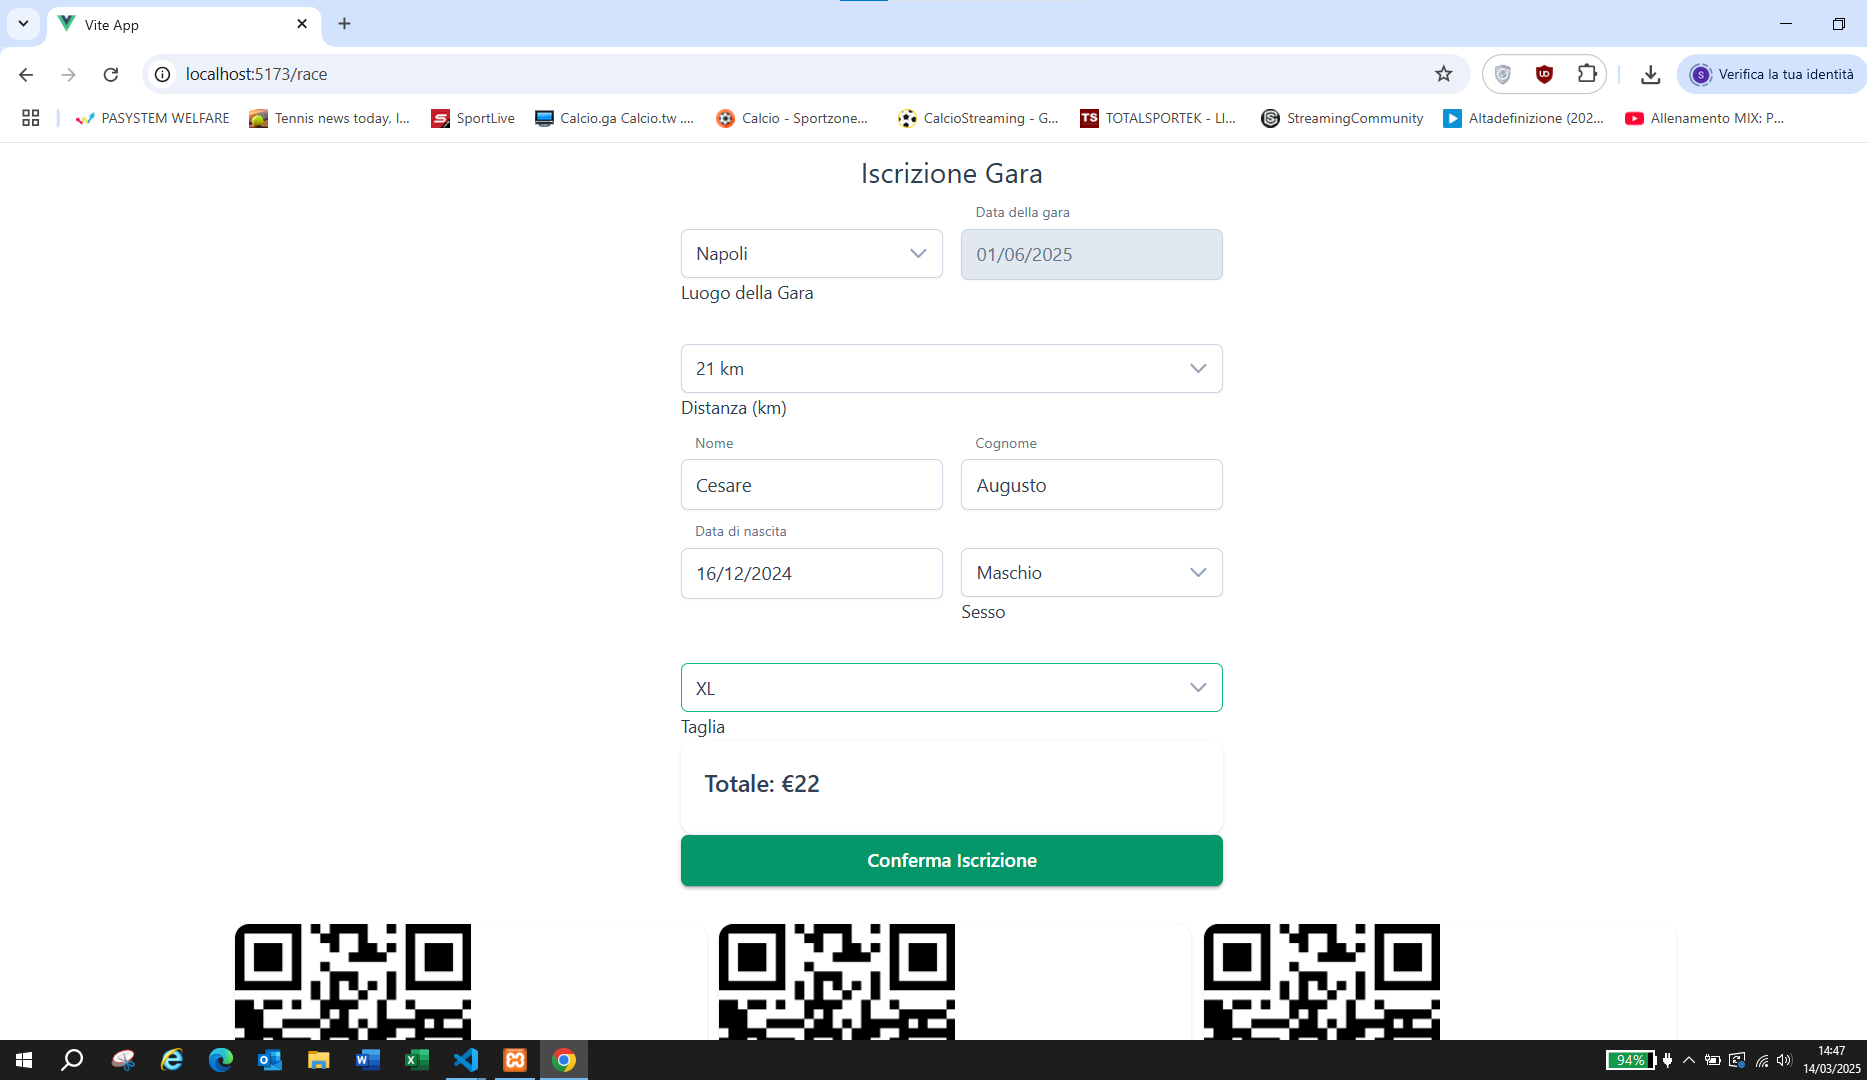 Vite App
localhost:5173/race
Verifica la tua identità
PASYSTEM WELFARE
Tennis news today, l...
SportLive
Calcio.ga Calcio.tw ....
Calcio - Sportzone...
CalcioStreaming - G...
TS TOTALSPORTEK - LI...
StreamingCommunity
Altadefinizione (202...
Allenamento MIX: P...
Iscrizione Gara
Data della gara
Napoli
01/06/2025
Luogo della Gara
21 km
Distanza (km)
Nome
Cognome
Cesare
Augusto
Data di nascita
16/12/2024
Maschio
Sesso
XL
Taglia
Totale: €22
Conferma Iscrizione
94%
14:47
14/03/2025